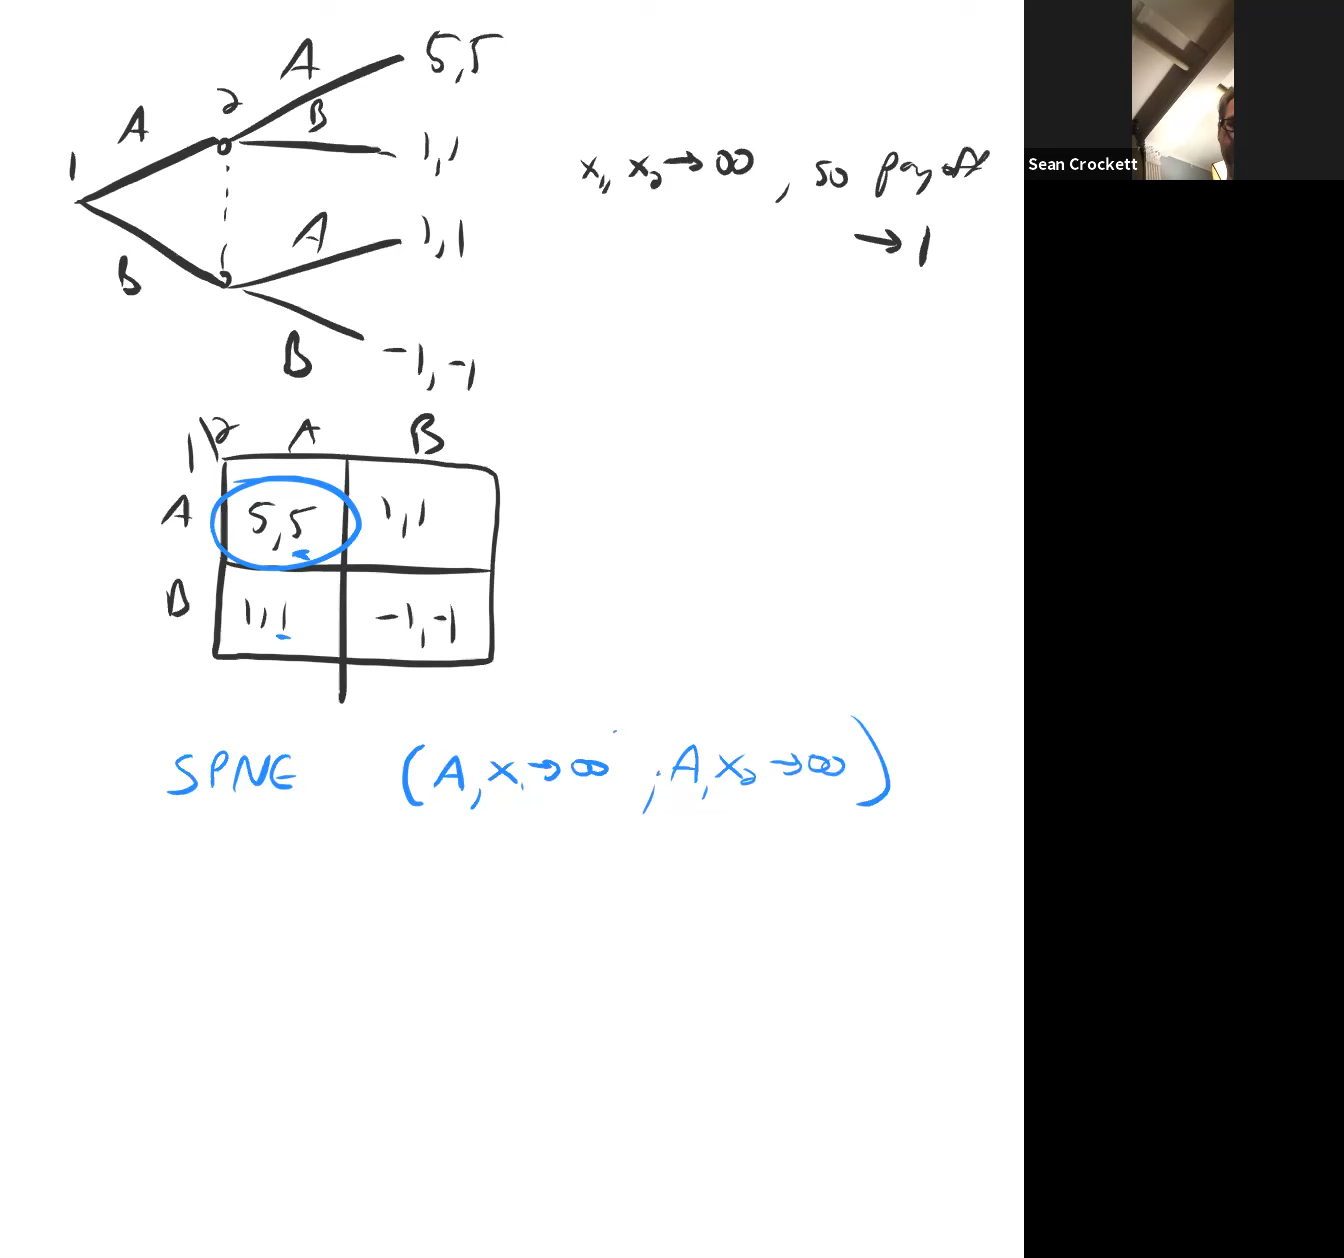 A 5,5
2
A B
1 1,1
x₁, x₂ → ∞, so payoff
→ 1
Sean Crockett
A 1,1
B
B -1,-1
1\2 A B
A 5,5 1,1
B 1,1 -1,-1
SPNE (A, x₁ → ∞ ; A, x₂ → ∞)